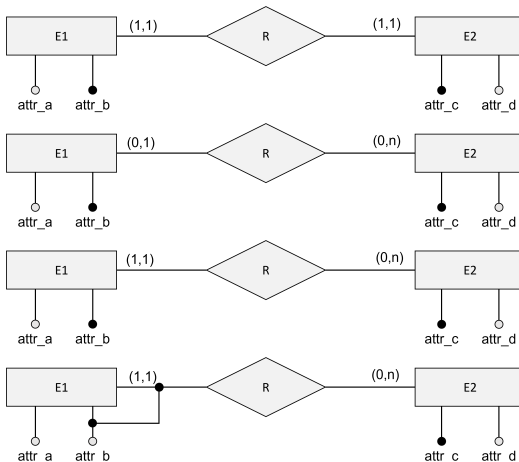 (1,1) (1,1)
E1 R E2
attr_a attr_b attr_c attr_d
(0,1) (0,n)
E1 R E2
attr_a attr_b attr_c attr_d
(1,1) (0,n)
E1 R E2
attr_a attr_b attr_c attr_d
(1,1) (0,n)
E1 R E2
attr_a attr_b attr_c attr_d